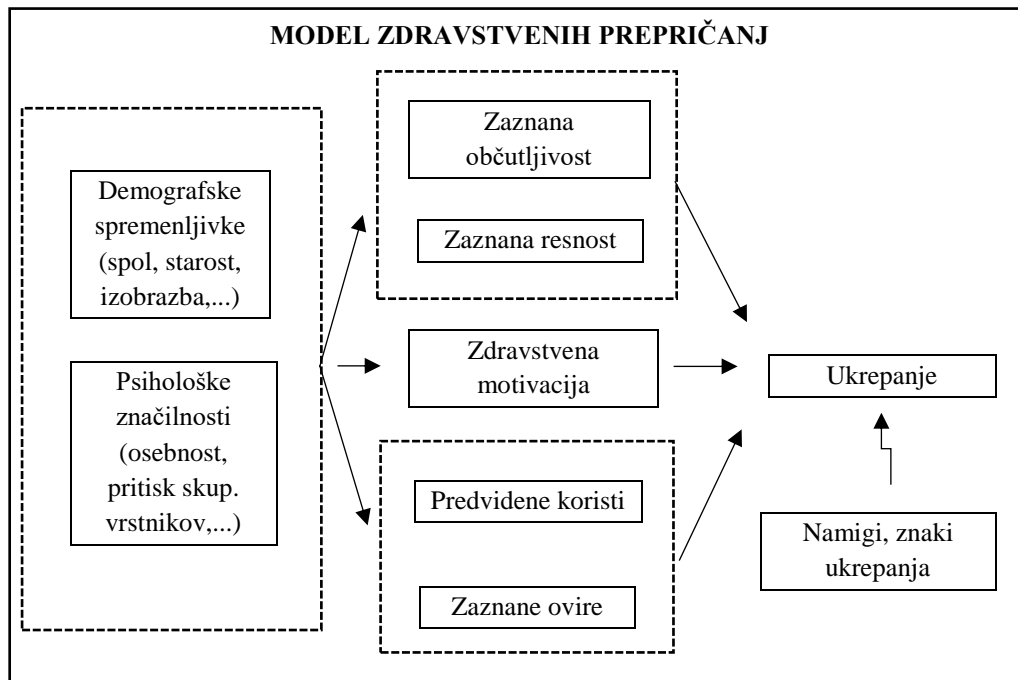 MODEL ZDRAVSTVENIH PREPRIČANJ
Demografske
spremenljivke
(spol, starost,
izobrazba,...)
Psihološke
značilnosti
(osebnost,
pritisk skup.
vrstnikov,...)
Zaznana
občutljivost
Zaznana resnost
Zdravstvena
motivacija
Predvidene koristi
Zaznane ovire
Ukrepanje
Namigi, znaki
ukrepanja